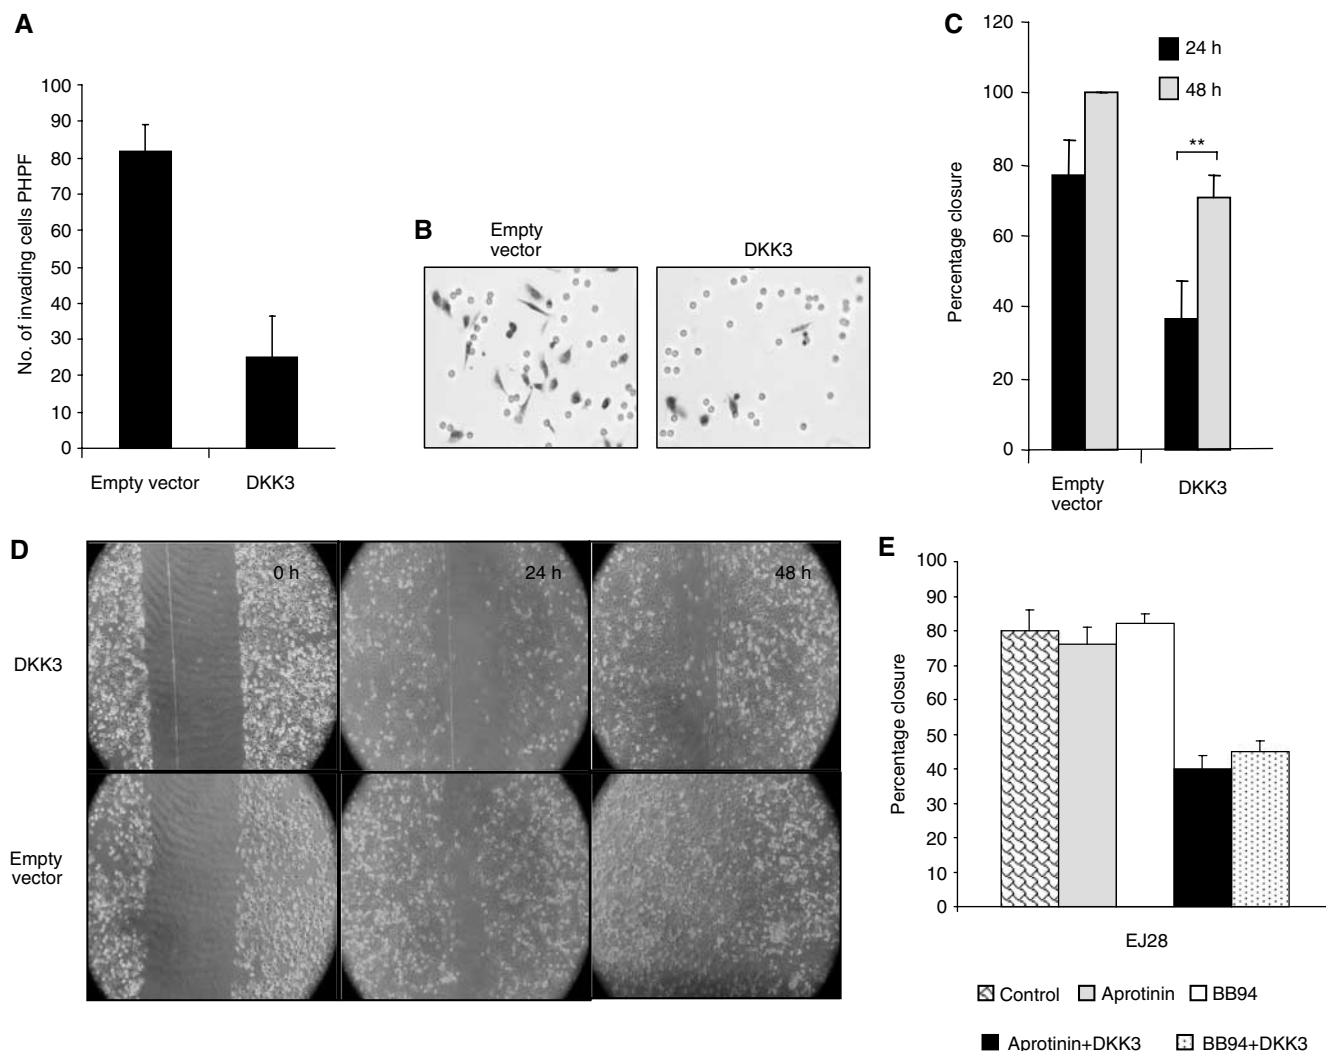 A
100
90
80
70
60
50
40
30
20
10
0
No. of invading cells PHPF
Empty vector
DKK3
B
Empty
vector
DKK3
C
120
100
80
60
40
20
0
Percentage closure
24 h
48 h
**
Empty
vector
DKK3
D
0 h
24 h
48 h
DKK3
Empty
vector
E
100
90
80
70
60
50
40
30
20
10
0
Percentage closure
EJ28
Control
Aprotinin
BB94
Aprotinin+DKK3
BB94+DKK3